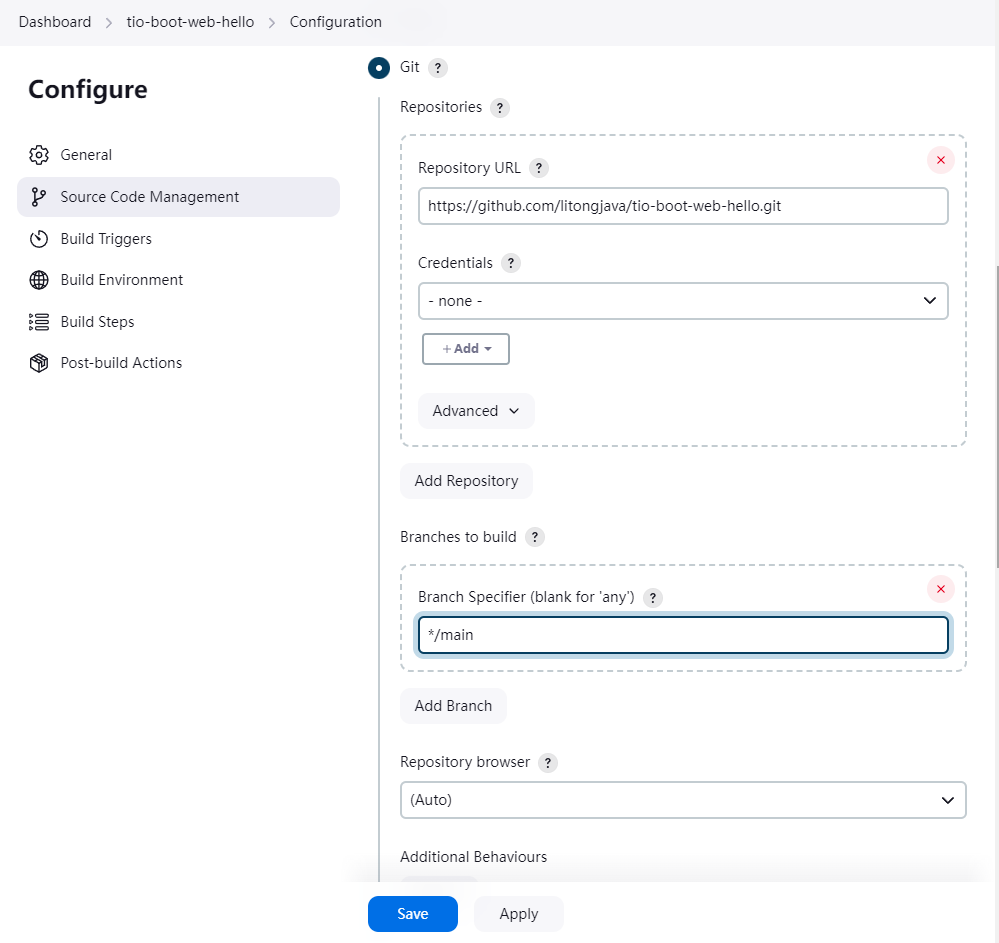 Dashboard > tio-boot-web-hello > Configuration
Configure
General
Source Code Management
Build Triggers
Build Environment
Build Steps
Post-build Actions
Git ?
Repositories ?
Repository URL ?
https://github.com/litongjava/tio-boot-web-hello.git
Credentials ?
- none -
+ Add
Advanced
Add Repository
Branches to build ?
Branch Specifier (blank for 'any') ?
*/main
Add Branch
Repository browser ?
(Auto)
Additional Behaviours
Save Apply